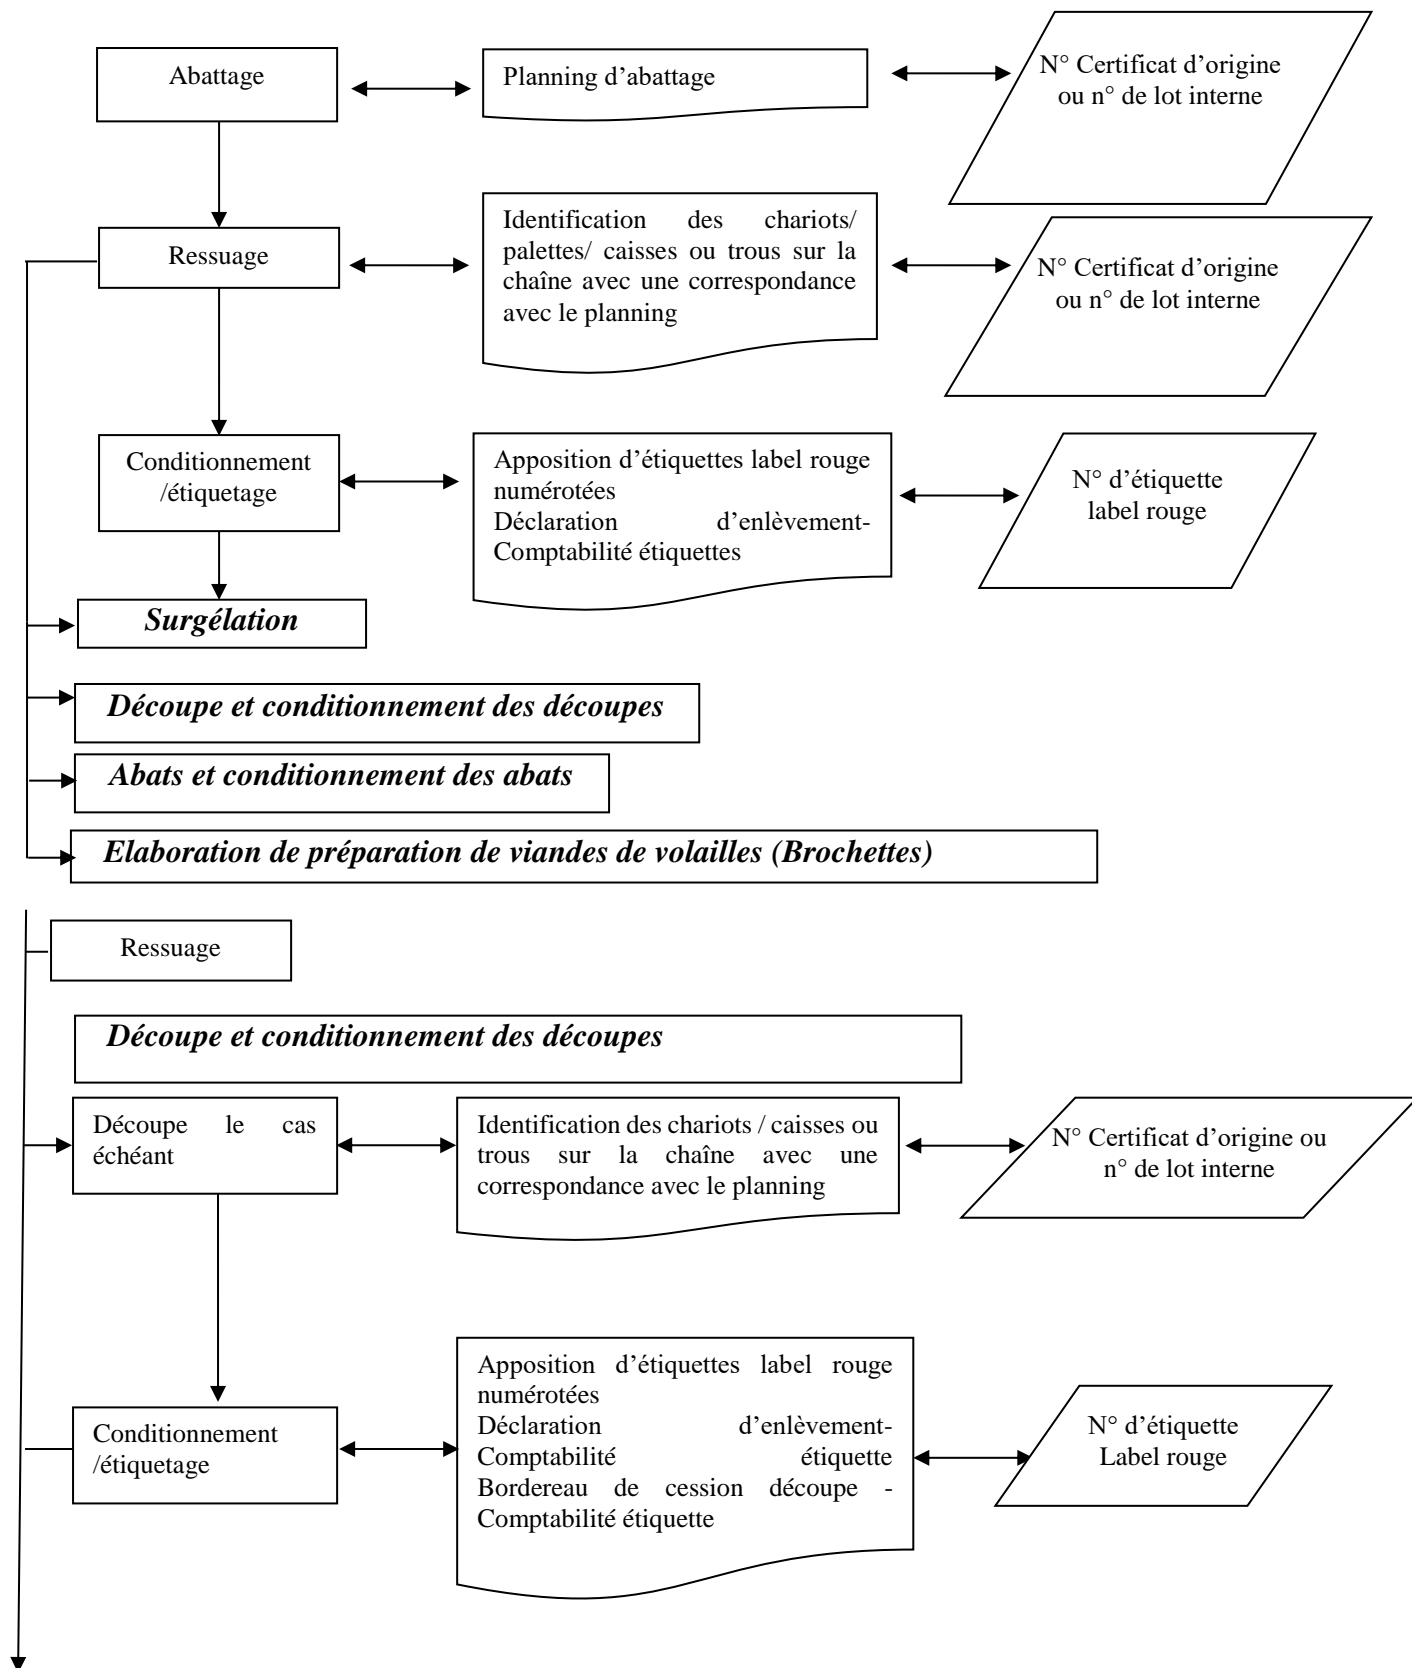 Abattage
Planning d’abattage
N° Certificat d’origine
ou n° de lot interne
Ressuage
Identification des chariots/
palettes/ caisses ou trous sur la
chaîne avec une correspondance
avec le planning
N° Certificat d’origine
ou n° de lot interne
Conditionnement
/étiquetage
Apposition d’étiquettes label rouge
numérotées
Déclaration d’enlèvement-
Comptabilité étiquettes
N° d’étiquette
label rouge
Surgélation
Découpe et conditionnement des découpes
Abats et conditionnement des abats
Elaboration de préparation de viandes de volailles (Brochettes)
Ressuage
Découpe et conditionnement des découpes
Découpe le cas
échéant
Identification des chariots / caisses ou
trous sur la chaîne avec une
correspondance avec le planning
N° Certificat d’origine ou
n° de lot interne
Conditionnement
/étiquetage
Apposition d’étiquettes label rouge
numérotées
Déclaration d’enlèvement-
Comptabilité étiquette
Bordereau de cession découpe -
Comptabilité étiquette
N° d’étiquette
Label rouge